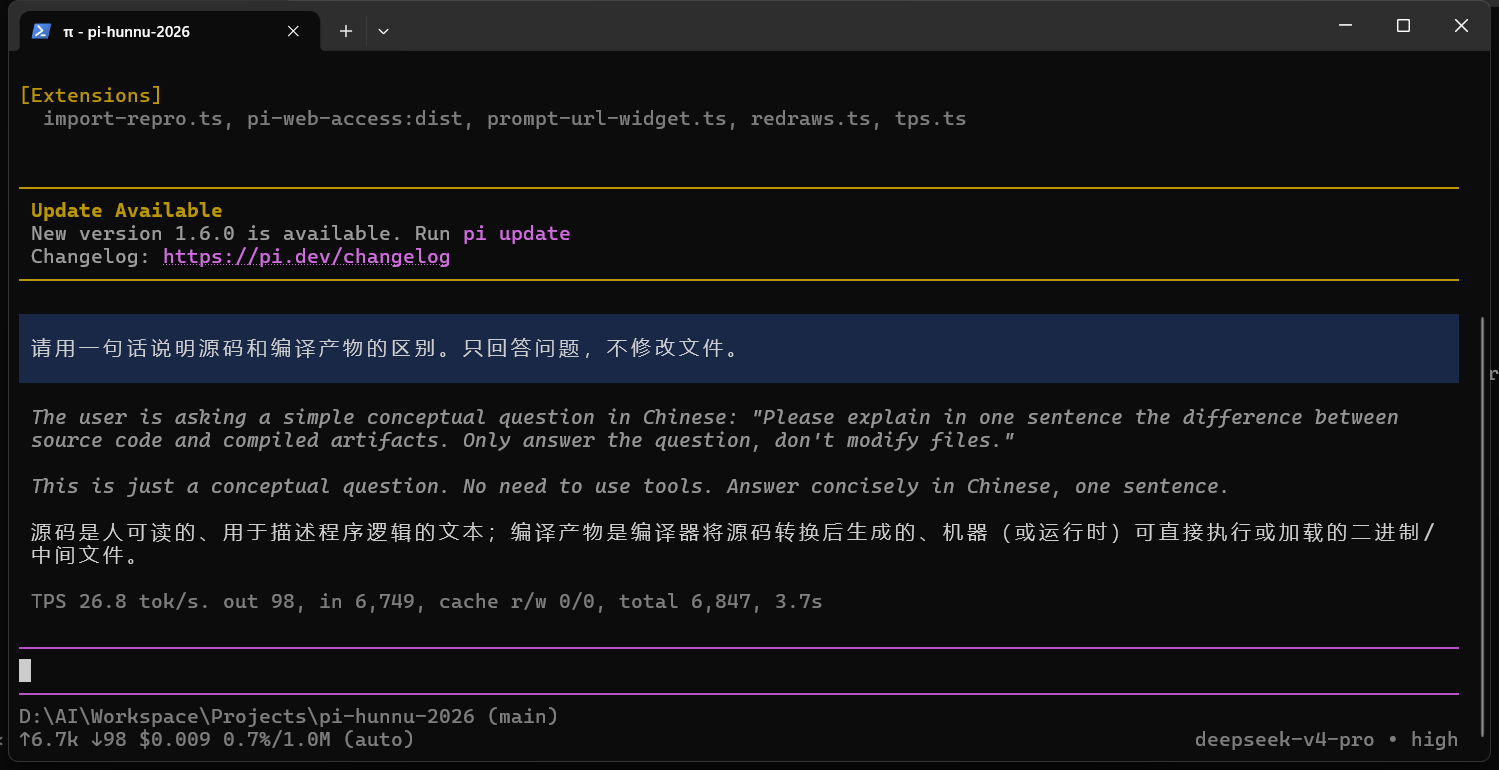 π - pi-hunnu-2026
[Extensions]
import-repro.ts, pi-web-access:dist, prompt-url-widget.ts, redraws.ts, tps.ts
Update Available
New version 1.6.0 is available. Run pi update
Changelog: https://pi.dev/changelog
请用一句话说明源码和编译产物的区别。只回答问题，不修改文件。
The user is asking a simple conceptual question in Chinese: "Please explain in one sentence the difference between
source code and compiled artifacts. Only answer the question, don't modify files."
This is just a conceptual question. No need to use tools. Answer concisely in Chinese, one sentence.
源码是人可读的、用于描述程序逻辑的文本；编译产物是编译器将源码转换后生成的、机器（或运行时）可直接执行或加载的二进制/
中间文件。
TPS 26.8 tok/s. out 98, in 6,749, cache r/w 0/0, total 6,847, 3.7s
D:\AI\Workspace\Projects\pi-hunnu-2026 (main)
↑6.7k ↓98 $0.009 0.7%/1.0M (auto) deepseek-v4-pro • high